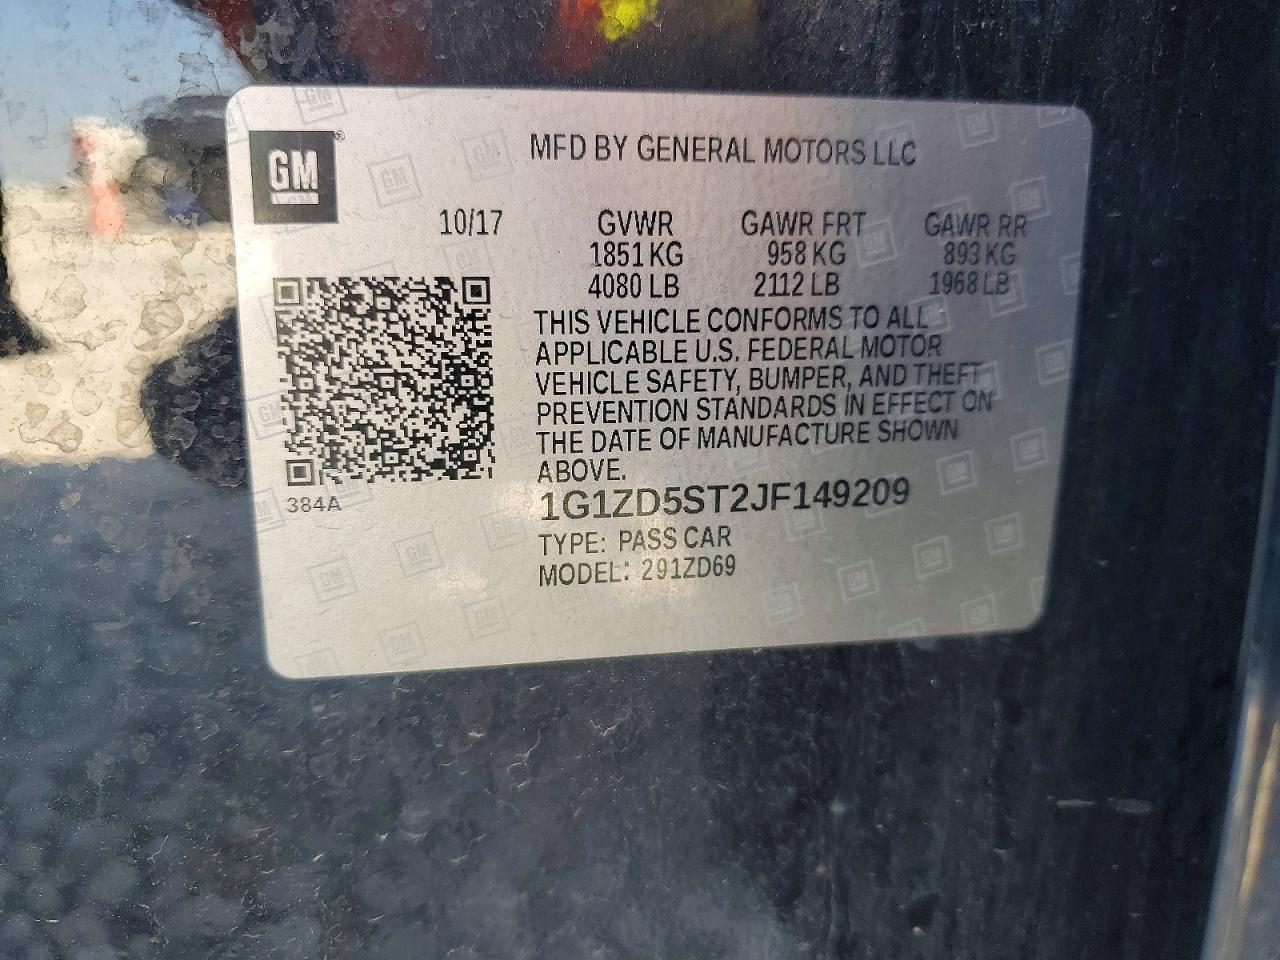 GM
MFD BY GENERAL MOTORS LLC
10/17 GVWR GAWR FRT GAWR RR
1851 KG 958 KG 893 KG
4080 LB 2112 LB 1968 LB
THIS VEHICLE CONFORMS TO ALL
APPLICABLE U.S. FEDERAL MOTOR
VEHICLE SAFETY, BUMPER, AND THEFT
PREVENTION STANDARDS IN EFFECT ON
THE DATE OF MANUFACTURE SHOWN
ABOVE.
384A
1G1ZD5ST2JF149209
TYPE: PASS CAR
MODEL: 291ZD69